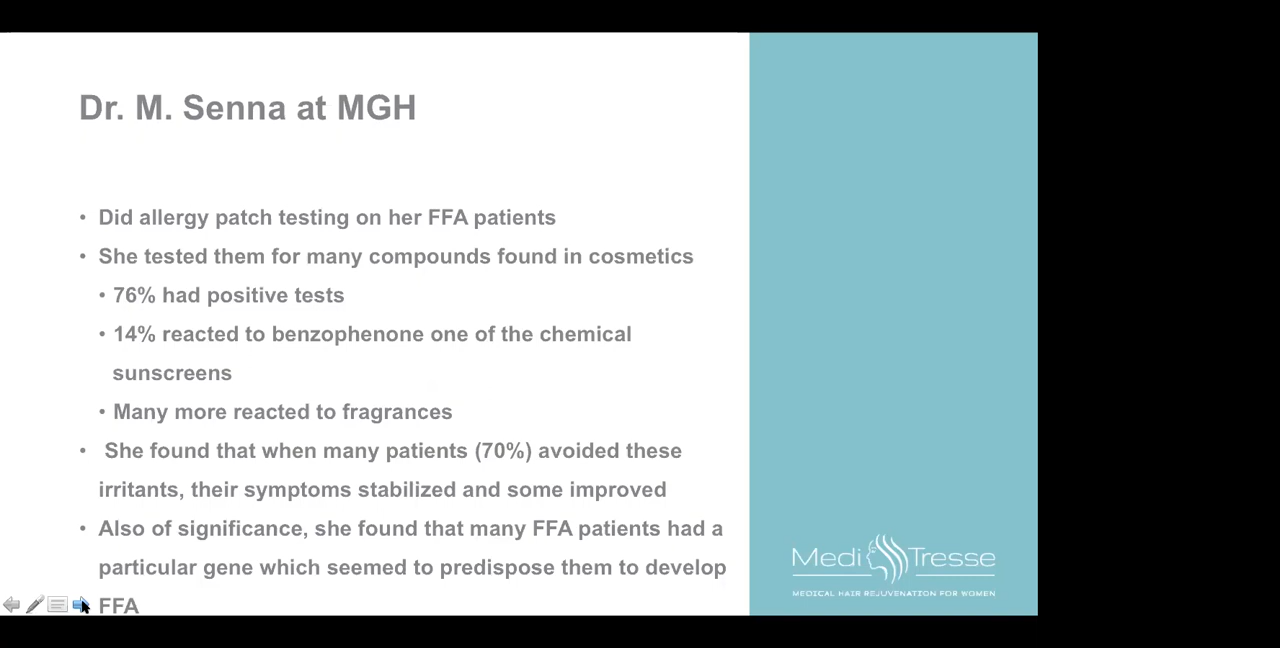 Dr. M. Senna at MGH
• Did allergy patch testing on her FFA patients
• She tested them for many compounds found in cosmetics
• 76% had positive tests
• 14% reacted to benzophenone one of the chemical
sunscreens
• Many more reacted to fragrances
• She found that when many patients (70%) avoided these
irritants, their symptoms stabilized and some improved
• Also of significance, she found that many FFA patients had a
particular gene which seemed to predispose them to develop
FFA
Medi Tresse
MEDICAL HAIR REJUVENATION FOR WOMEN